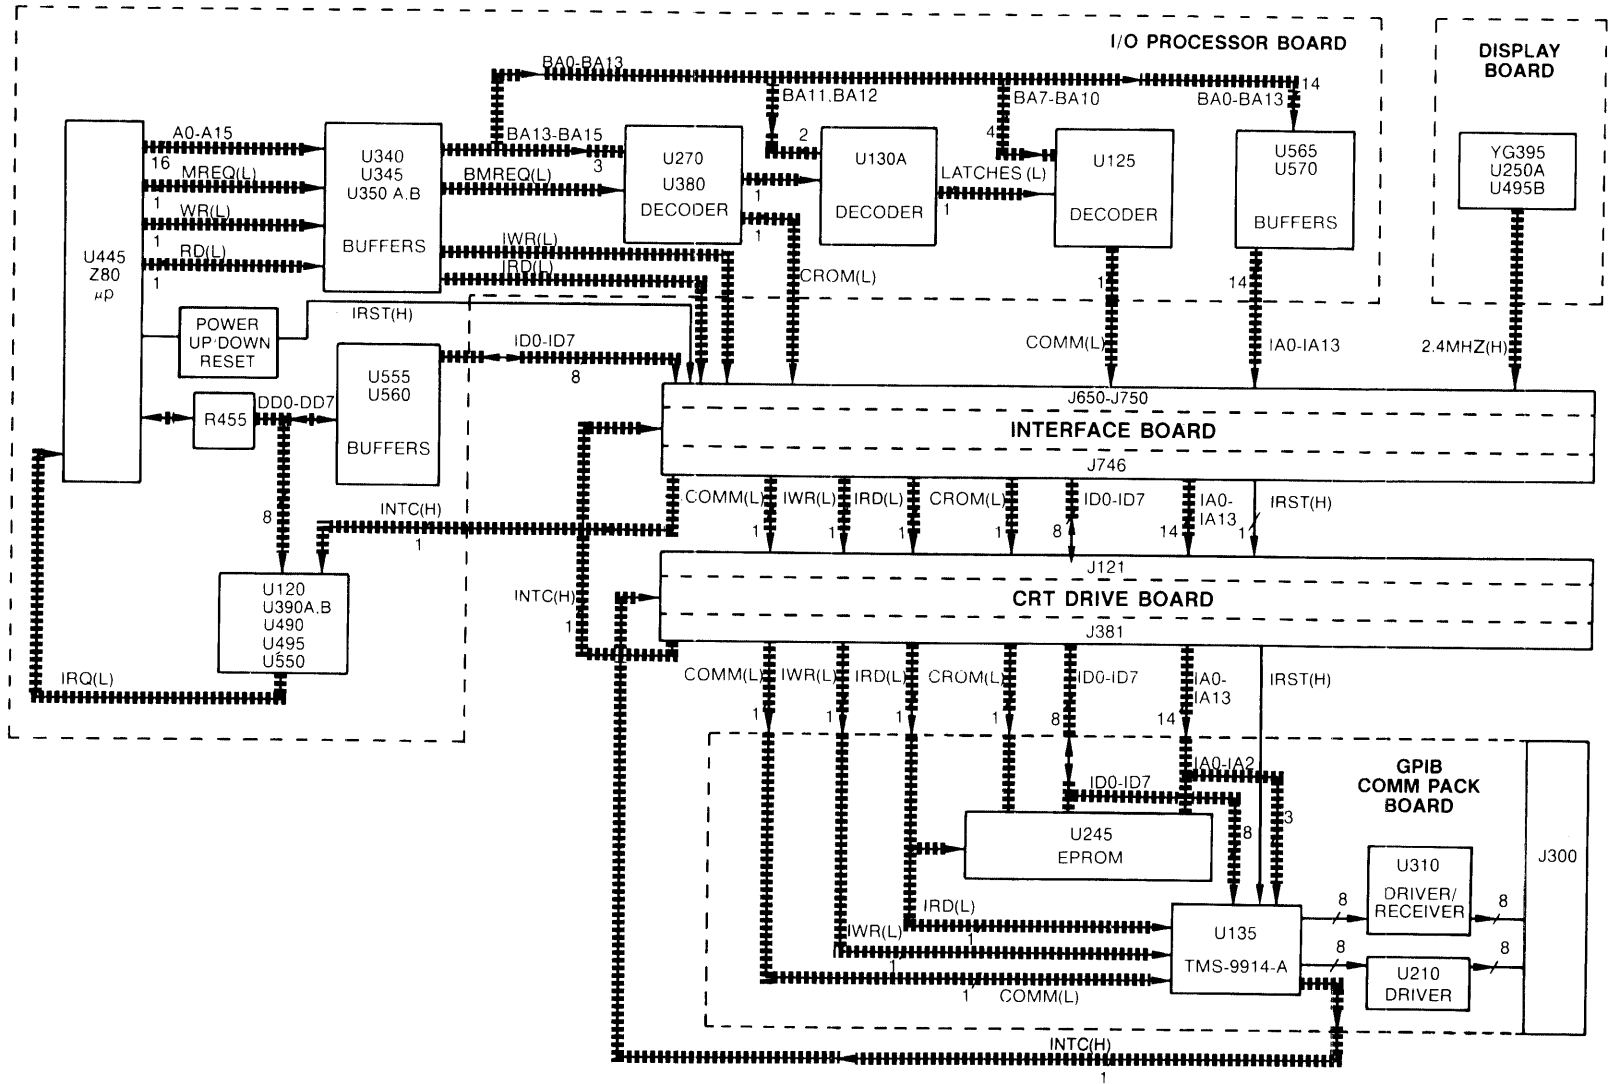 I/O PROCESSOR BOARD
DISPLAY
BOARD
BA0-BA13
14
BA11.BA12
BA7-BA10
BA0-BA13
A0-A15
16
MREQ(L)
1
WR(L)
1
RD(L)
1
U445
Z80
μp
U340
U345
U350 A.B
BUFFERS
BA13-BA15
3
BMREQ(L)
IWR(L)
IRD(L)
U270
U380
DECODER
1
1
CROM(L)
2
U130A
DECODER
LATCHES (L)
1
4
U125
DECODER
1
COMM(L)
U565
U570
BUFFERS
14
IA0-IA13
YG395
U250A
U495B
2.4MHZ(H)
POWER
UP/DOWN
RESET
IRST(H)
ID0-ID7
8
U555
U560
BUFFERS
R455
DD0-DD7
8
J650-J750
INTERFACE BOARD
J746
INTC(H)
1
COMM(L)
1
IWR(L)
1
IRD(L)
1
CROM(L)
1
ID0-ID7
8
IA0-
IA13
14
IRST(H)
1
U120
U390A.B
U490
U495
U550
IRQ(L)
INTC(H)
1
J121
CRT DRIVE BOARD
J381
COMM(L)
1
IWR(L)
1
IRD(L)
1
CROM(L)
1
ID0-ID7
8
IA0-
IA13
14
IRST(H)
IA0-IA2
ID0-ID7
8
3
GPIB
COMM PACK
BOARD
U245
EPROM
J300
U310
DRIVER/
RECEIVER
8
8
IRD(L)
1
IWR(L)
1
1
COMM(L)
U135
TMS-9914-A
8
8
U210
DRIVER
INTC(H)
1